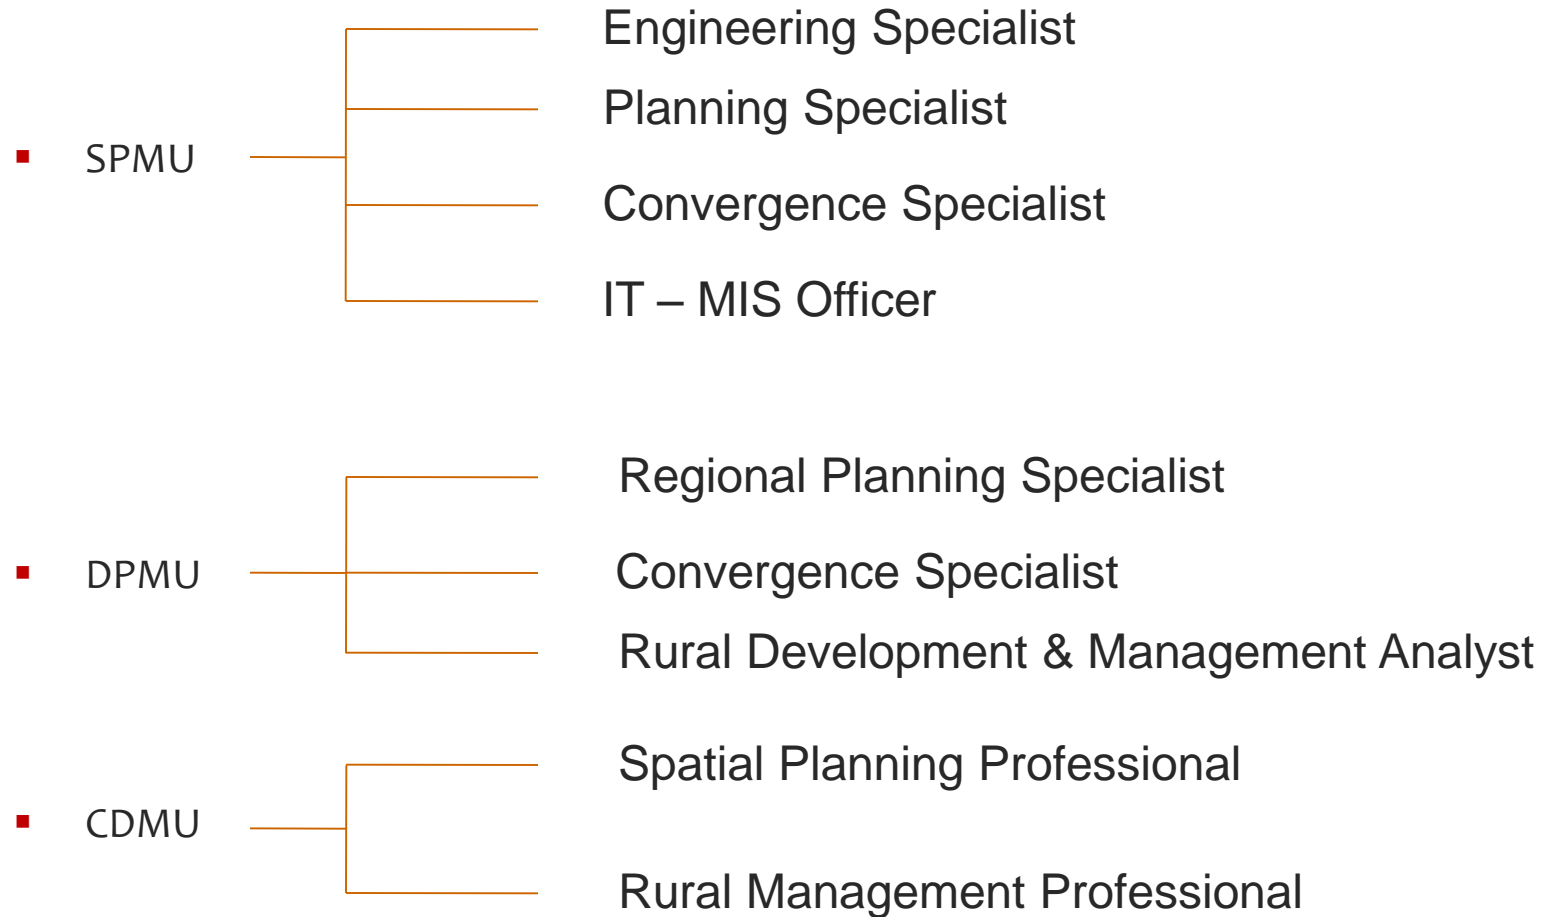 ▪ SPMU
Engineering Specialist
Planning Specialist
Convergence Specialist
IT – MIS Officer
▪ DPMU
Regional Planning Specialist
Convergence Specialist
Rural Development & Management Analyst
▪ CDMU
Spatial Planning Professional
Rural Management Professional